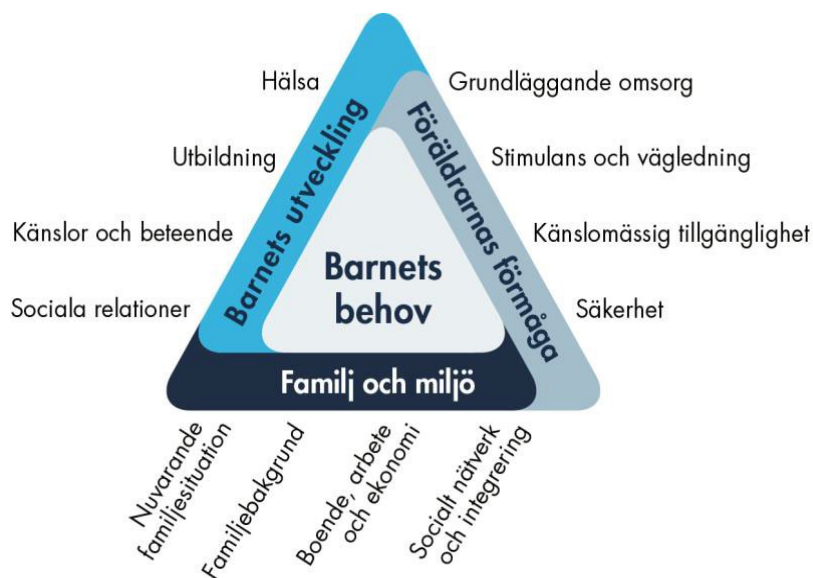 Hälsa
Utbildning
Känslor och beteende
Sociala relationer
Barnets utveckling
Grundläggande omsorg
Stimulans och vägledning
Känslomässig tillgänglighet
Säkerhet
Föräldrarnas förmåga
Barnets
behov
Familj och miljö
Nuvarande
familjesituation
Familjebakgrund
Boende, arbete
och ekonomi
Socialt nätverk
och integrering